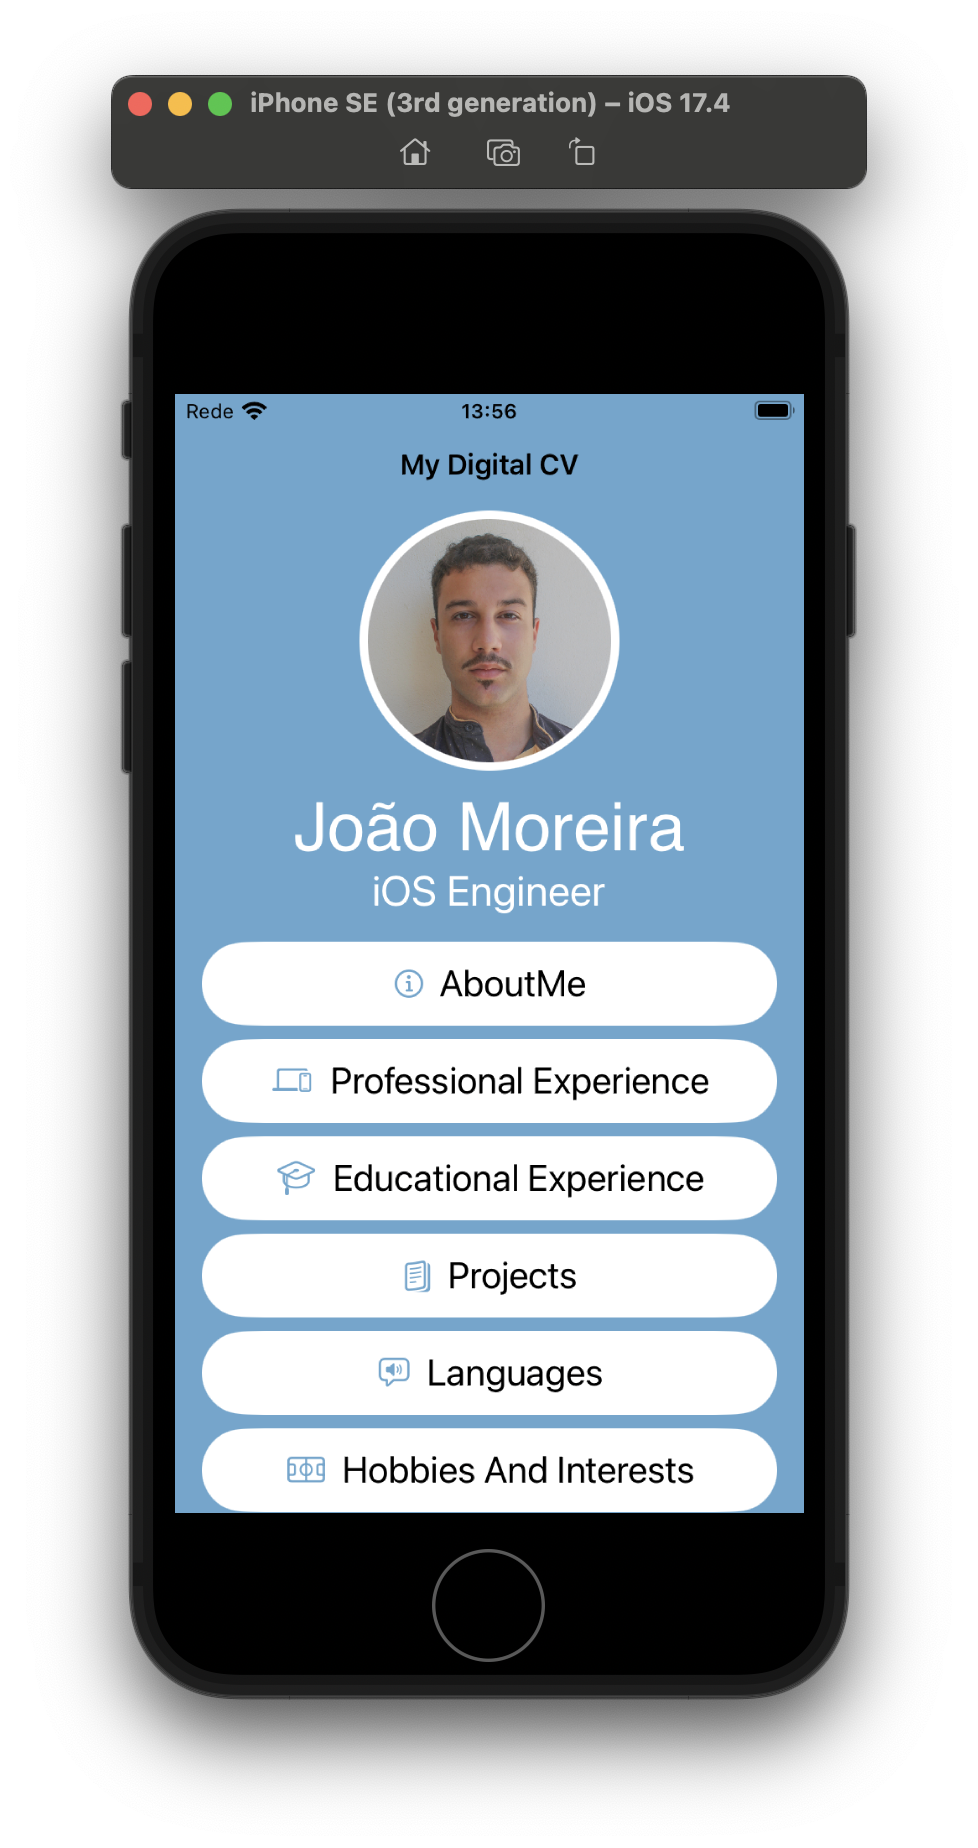 iPhone SE (3rd generation) – iOS 17.4
Rede 13:56
My Digital CV
João Moreira
iOS Engineer
AboutMe
Professional Experience
Educational Experience
Projects
Languages
Hobbies And Interests